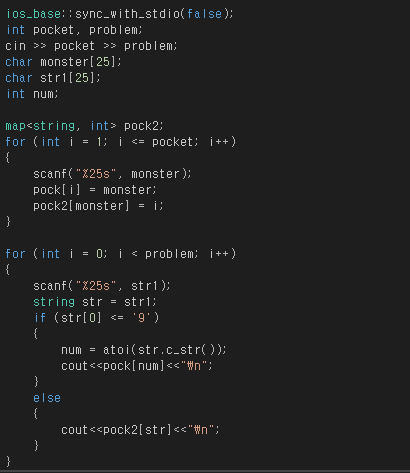 ios_base::sync_with_stdio(false);
int pocket, problem;
cin >> pocket >> problem;
char monster[25];
char str1[25];
int num;
map<string, int> pock2;
for (int i = 1; i <= pocket; i++)
{
scanf("%25s", monster);
pock[i] = monster;
pock2[monster] = i;
}
for (int i = 0; i < problem; i++)
{
scanf("%25s", str1);
string str = str1;
if (str[0] <= '9')
{
num = atoi(str.c_str());
cout<<pock[num]<<"₩n";
}
else
{
cout<<pock2[str]<<"₩n";
}
}